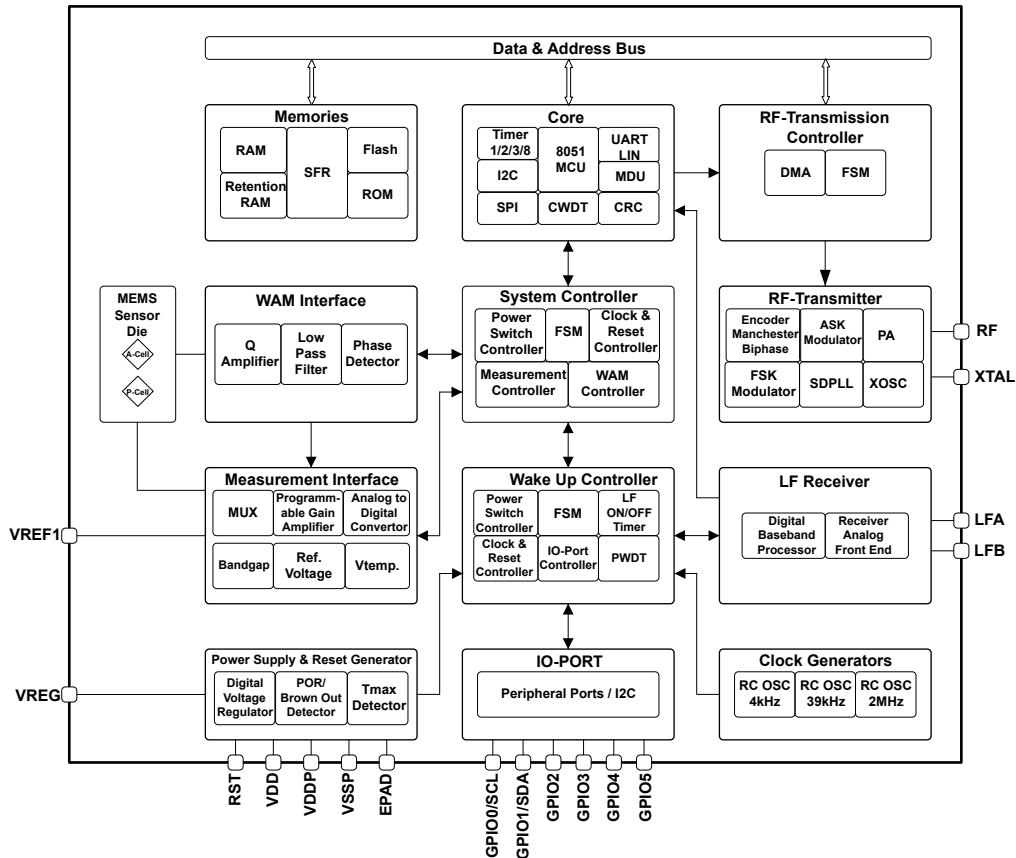 Data & Address Bus
Memories
RAM
Retention
RAM
SFR
Flash
ROM
Core
Timer
1/2/3/8
8051
MCU
UART
LIN
I2C
MDU
SPI
CWDT
CRC
RF-Transmission
Controller
DMA
FSM
MEMS
Sensor
Die
A-Cell
P-Cell
WAM Interface
Q
Amplifier
Low
Pass
Filter
Phase
Detector
System Controller
Power
Switch
Controller
FSM
Clock &
Reset
Controller
Measurement
Controller
WAM
Controller
RF-Transmitter
Encoder
Manchester
Biphase
ASK
Modulator
PA
FSK
Modulator
SDPLL
XOSC
RF
XTAL
Measurement Interface
MUX
Programm-
able Gain
Amplifier
Analog to
Digital
Convertor
Bandgap
Ref.
Voltage
Vtemp.
VREF1
Wake Up Controller
Power
Switch
Controller
FSM
LF
ON/OFF
Timer
Clock &
Reset
Controller
IO-Port
Controller
PWDT
LF Receiver
Digital
Baseband
Processor
Receiver
Analog
Front End
LFA
LFB
Power Supply & Reset Generator
Digital
Voltage
Regulator
POR/
Brown Out
Detector
Tmax
Detector
VREG
IO-PORT
Peripheral Ports / I2C
Clock Generators
RC OSC
4kHz
RC OSC
39kHz
RC OSC
2MHz
RST
VDD
VDDP
VSSP
EPAD
GPIO0/SCL
GPIO1/SDA
GPIO2
GPIO3
GPIO4
GPIO5